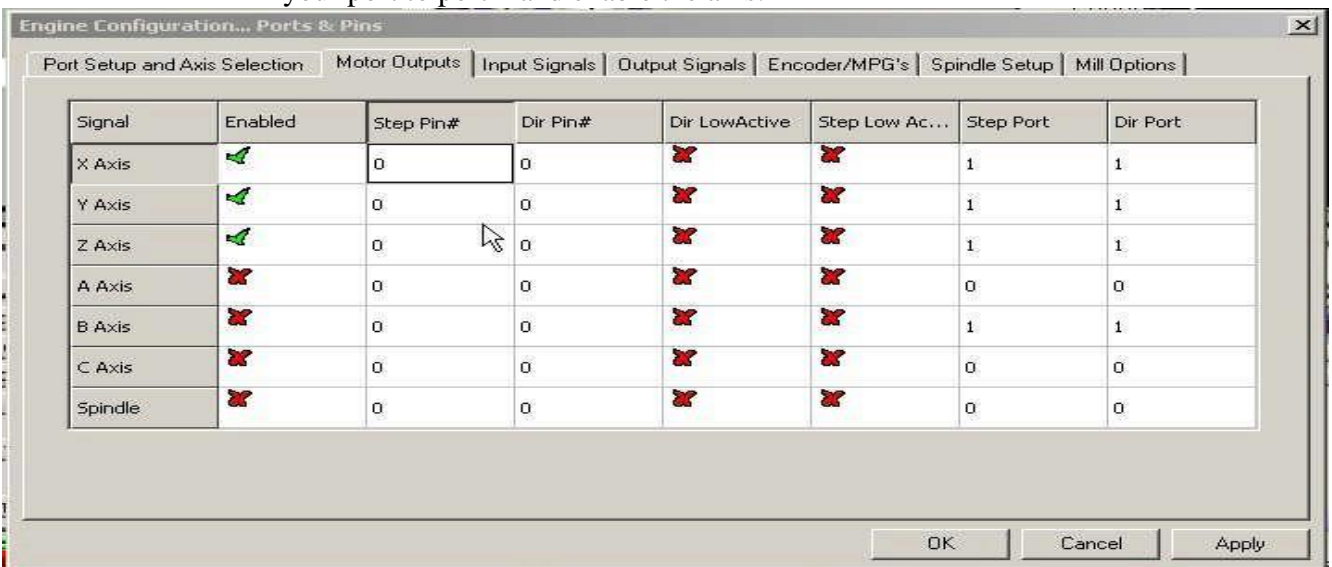 Engine Configuration... Ports & Pins
Port Setup and Axis Selection Motor Outputs Input Signals Output Signals Encoder/MPG's Spindle Setup Mill Options
Signal Enabled Step Pin# Dir Pin# Dir LowActive Step Low Ac... Step Port Dir Port
X Axis 0 0 1 1
Y Axis 0 0 1 1
Z Axis 0 0 1 1
A Axis 0 0 0 0
B Axis 0 0 1 1
C Axis 0 0 0 0
Spindle 0 0 0 0
OK Cancel Apply